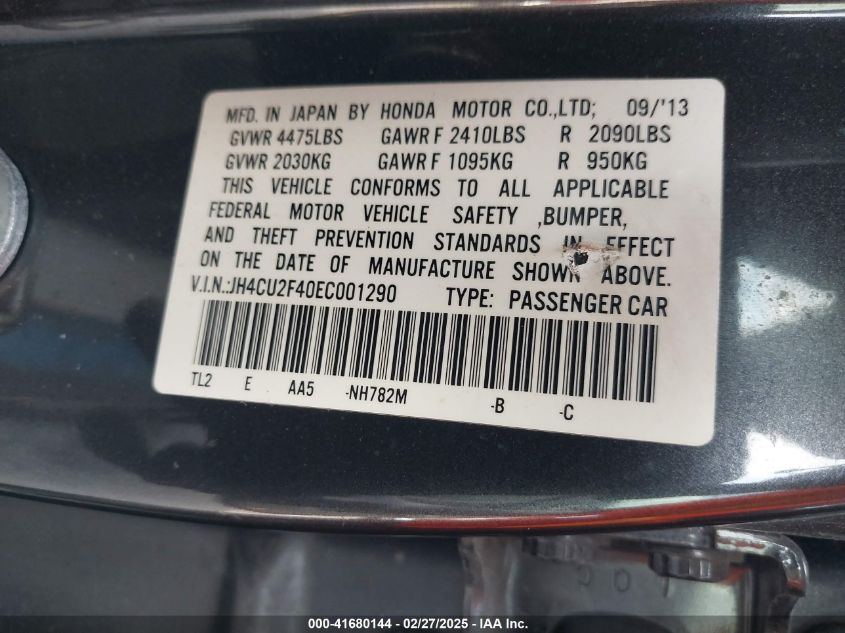 MFD. IN JAPAN BY HONDA MOTOR CO.,LTD; 09/'13
GVWR 4475LBS GAWR F 2410LBS R 2090LBS
GVWR 2030KG GAWR F 1095KG R 950KG
THIS VEHICLE CONFORMS TO ALL APPLICABLE
FEDERAL MOTOR VEHICLE SAFETY ,BUMPER,
AND THEFT PREVENTION STANDARDS IN EFFECT
ON THE DATE OF MANUFACTURE SHOWN ABOVE.
V.I.N.:JH4CU2F40EC001290 TYPE: PASSENGER CAR
TL2 E AA5 -NH782M -B -C
000-41680144 - 02/27/2025 - IAA Inc.